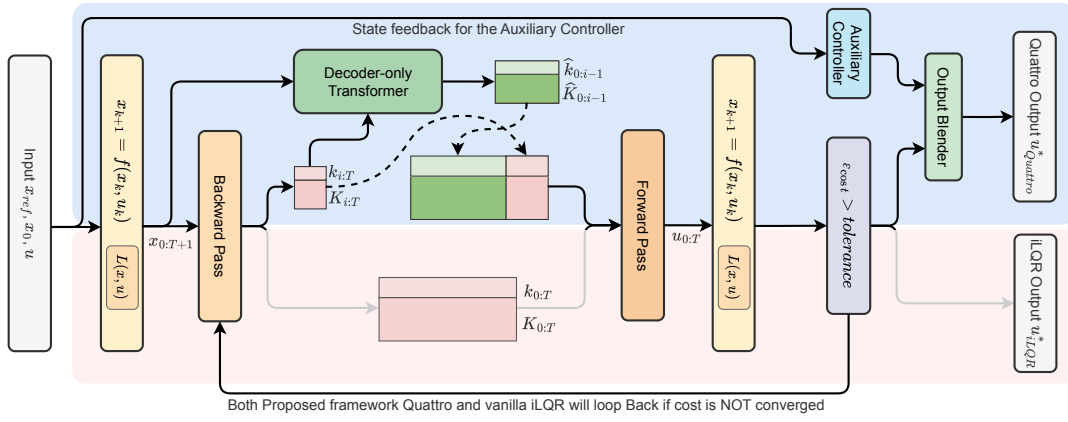 State feedback for the Auxiliary Controller
Input $x_{ref}, x_0, u$
$x_{k+1} = f(x_k, u_k)$
$L(x, u)$
$x_{0:T+1}$
Backward Pass
Decoder-only
Transformer
$k_{i:T}$
$K_{i:T}$
$\widehat{k}_{0:i-1}$
$\widehat{K}_{0:i-1}$
$k_{0:T}$
$K_{0:T}$
Forward Pass
$u_{0:T}$
$x_{k+1} = f(x_k, u_k)$
$L(x, u)$
Auxiliary
Controller
$\varepsilon_{cost} > tolerance$
Output Blender
Quattro Output $u^*_{Quattro}$
iLQR Output $u^*_{iLQR}$
Both Proposed framework Quattro and vanilla iLQR will loop Back if cost is NOT converged